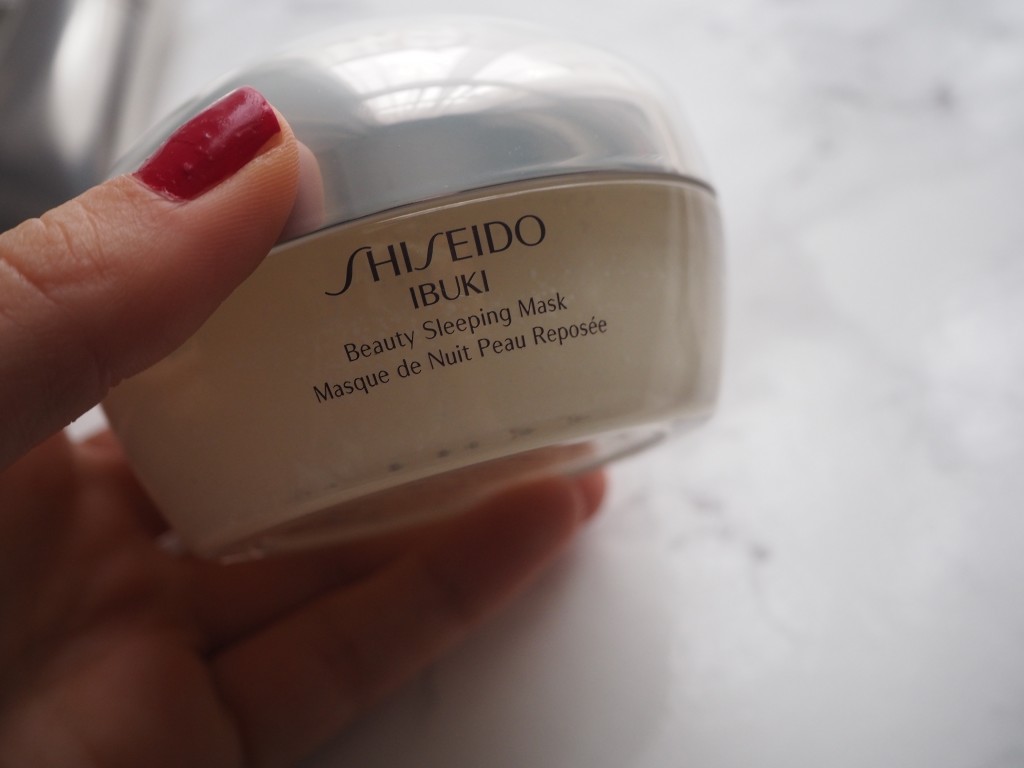 SHISEIDO
IBUKI
Beauty Sleeping Mask
Masque de Nuit Peau Reposée